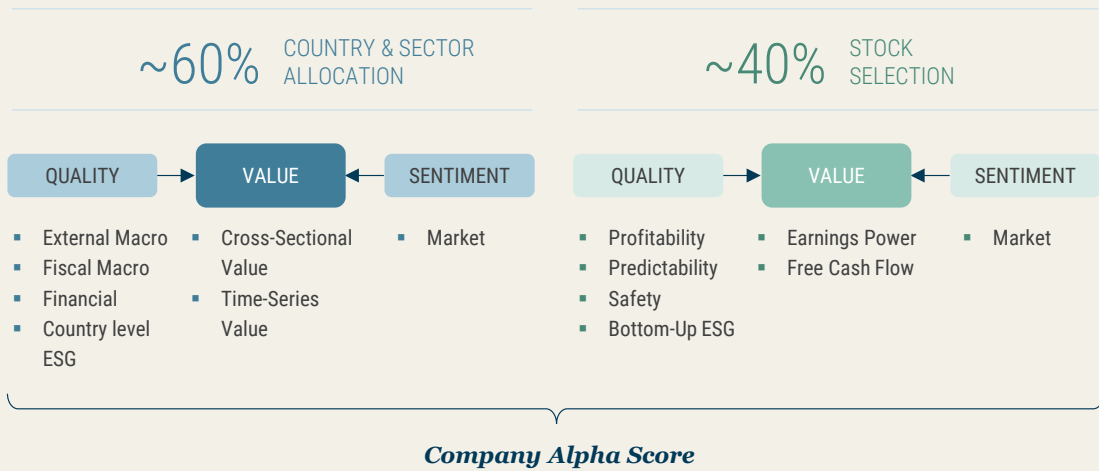 ~60%
COUNTRY & SECTOR
ALLOCATION
QUALITY
VALUE
SENTIMENT
▪ External Macro
▪ Fiscal Macro
▪ Financial
▪ Country level
ESG
▪ Cross-Sectional
Value
▪ Time-Series
Value
▪ Market
~40%
STOCK
SELECTION
QUALITY
VALUE
SENTIMENT
▪ Profitability
▪ Predictability
▪ Safety
▪ Bottom-Up ESG
▪ Earnings Power
▪ Free Cash Flow
▪ Market
Company Alpha Score